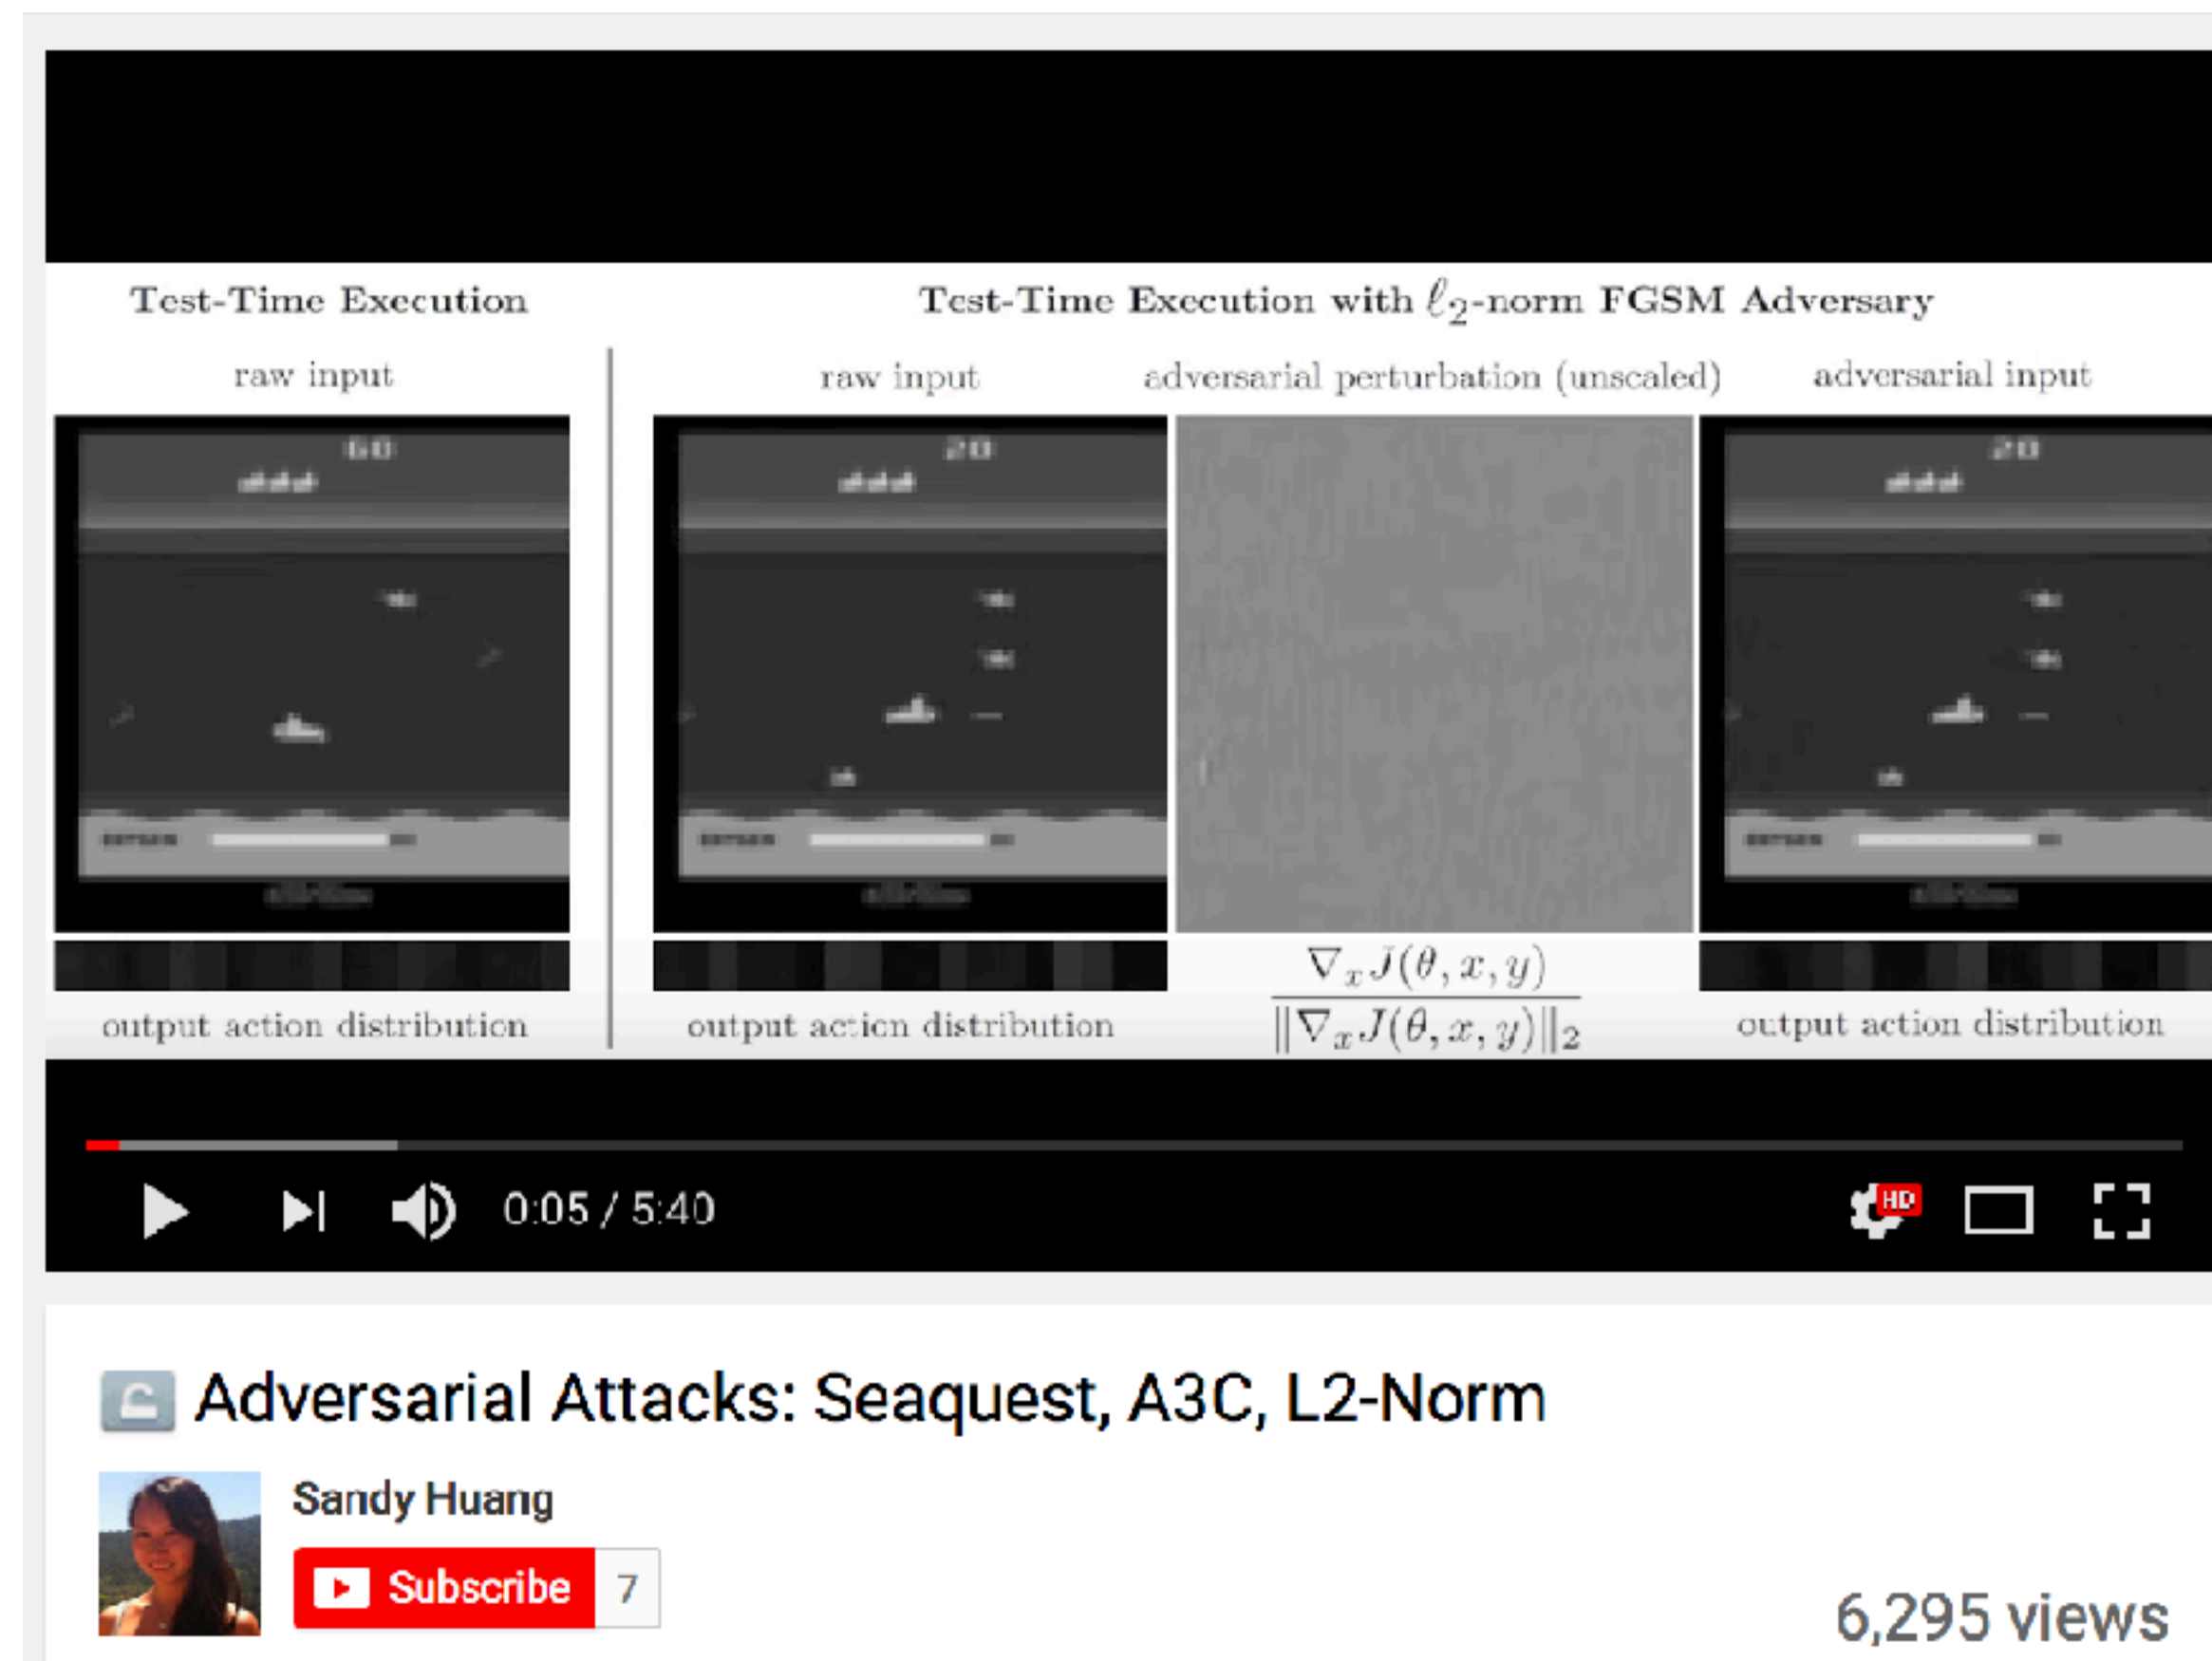 Test-Time Execution
Test-Time Execution with ℓ₂-norm FGSM Adversary
raw input
raw input
adversarial perturbation (unscaled)
adversarial input
60
20
20
output action distribution
output action distribution
∇ₓJ(θ, x, y)
‖∇ₓJ(θ, x, y)‖₂
output action distribution
0:05 / 5:40
HD
Adversarial Attacks: Seaquest, A3C, L2-Norm
Sandy Huang
Subscribe 7
6,295 views